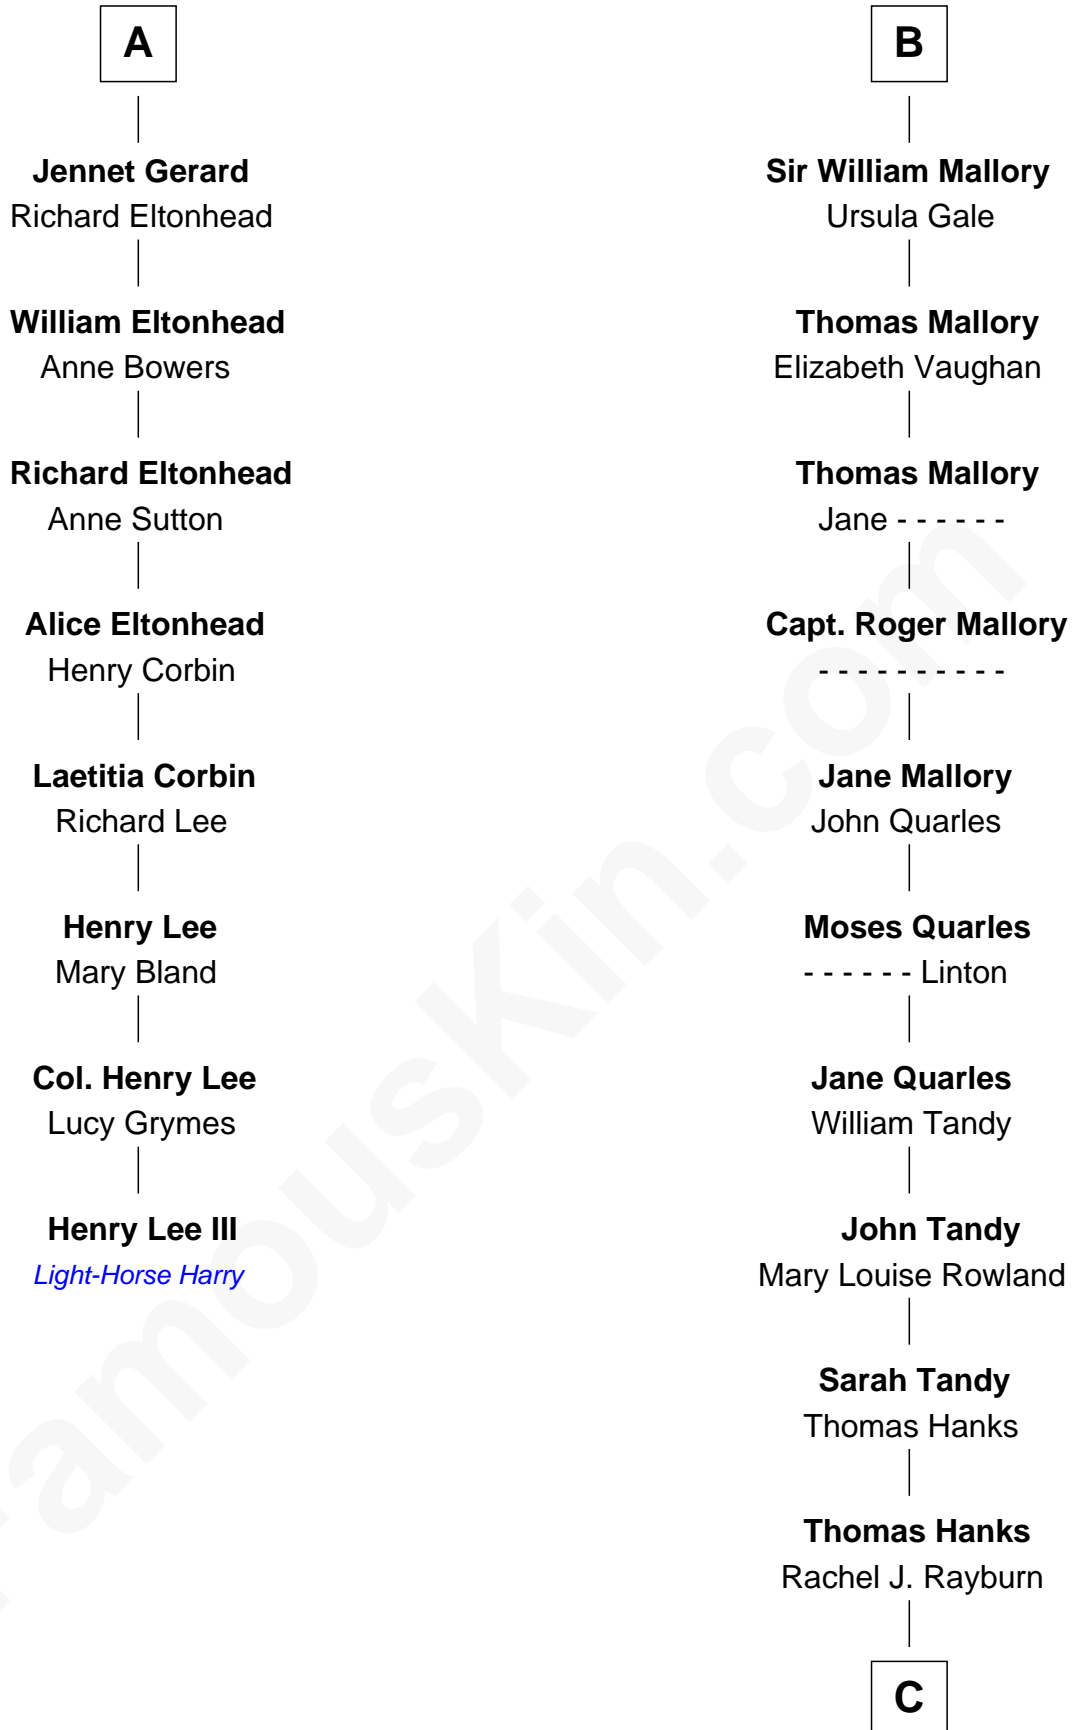 A
Jennet Gerard
Richard Eltonhead
William Eltonhead
Anne Bowers
Richard Eltonhead
Anne Sutton
Alice Eltonhead
Henry Corbin
Laetitia Corbin
Richard Lee
Henry Lee
Mary Bland
Col. Henry Lee
Lucy Grymes
Henry Lee III
Light-Horse Harry
B
Sir William Mallory
Ursula Gale
Thomas Mallory
Elizabeth Vaughan
Thomas Mallory
Jane - - - - - -
Capt. Roger Mallory
- - - - - - - - - -
Jane Mallory
John Quarles
Moses Quarles
- - - - - - Linton
Jane Quarles
William Tandy
John Tandy
Mary Louise Rowland
Sarah Tandy
Thomas Hanks
Thomas Hanks
Rachel J. Rayburn
C
FamousKin.com